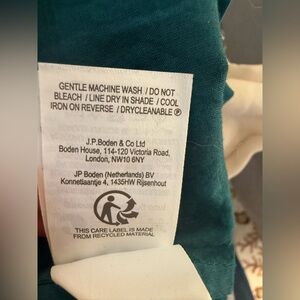 GENTLE MACHINE WASH / DO NOT
BLEACH / LINE DRY IN SHADE / COOL
IRON ON REVERSE / DRYCLEANABLE Ⓟ
J.P.Boden & Co Ltd
Boden House, 114-120 Victoria Road,
London, NW10 6NY
JP Boden (Netherlands) BV
Konnetlaantje 4, 1435HW Rijsenhout
THIS CARE LABEL IS MADE
FROM RECYCLED MATERIAL